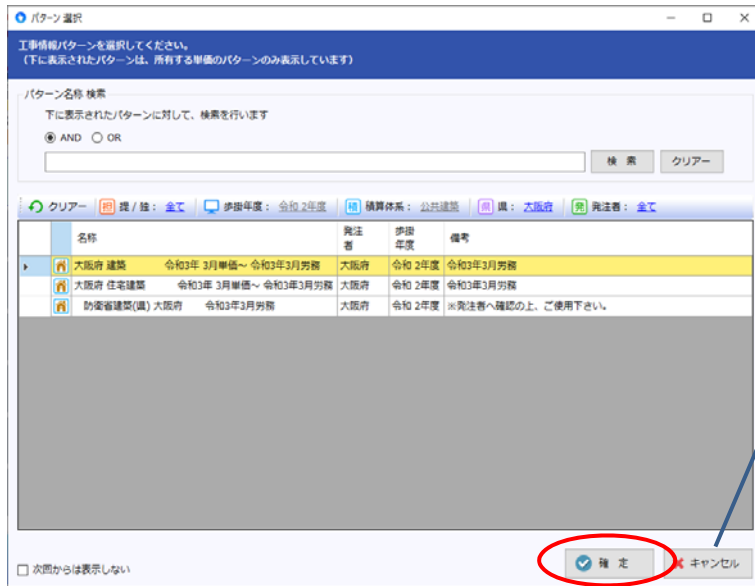 パターン 選択
工事情報パターンを選択してください。
（下に表示されたパターンは、所有する単価のパターンのみ表示しています）
パターン名称 検索
下に表示されたパターンに対して、検索を行います
AND OR
検 索 クリアー
クリアー 担 提 / 独： 全て 歩掛年度： 令和 2年度 積 積算体系： 公共建築 県 県： 大阪府 発 発注者： 全て
名称 発注者 歩掛年度 備考
大阪府 建築 令和3年 3月単価～ 令和3年3月労務 大阪府 令和 2年度 令和3年3月労務
大阪府 住宅建築 令和3年 3月単価～ 令和3年3月労務 大阪府 令和 2年度 令和3年3月労務
防衛省建築(県) 大阪府 令和3年3月労務 大阪府 令和 2年度 ※発注者へ確認の上、ご使用下さい。
次回からは表示しない 確 定 キャンセル